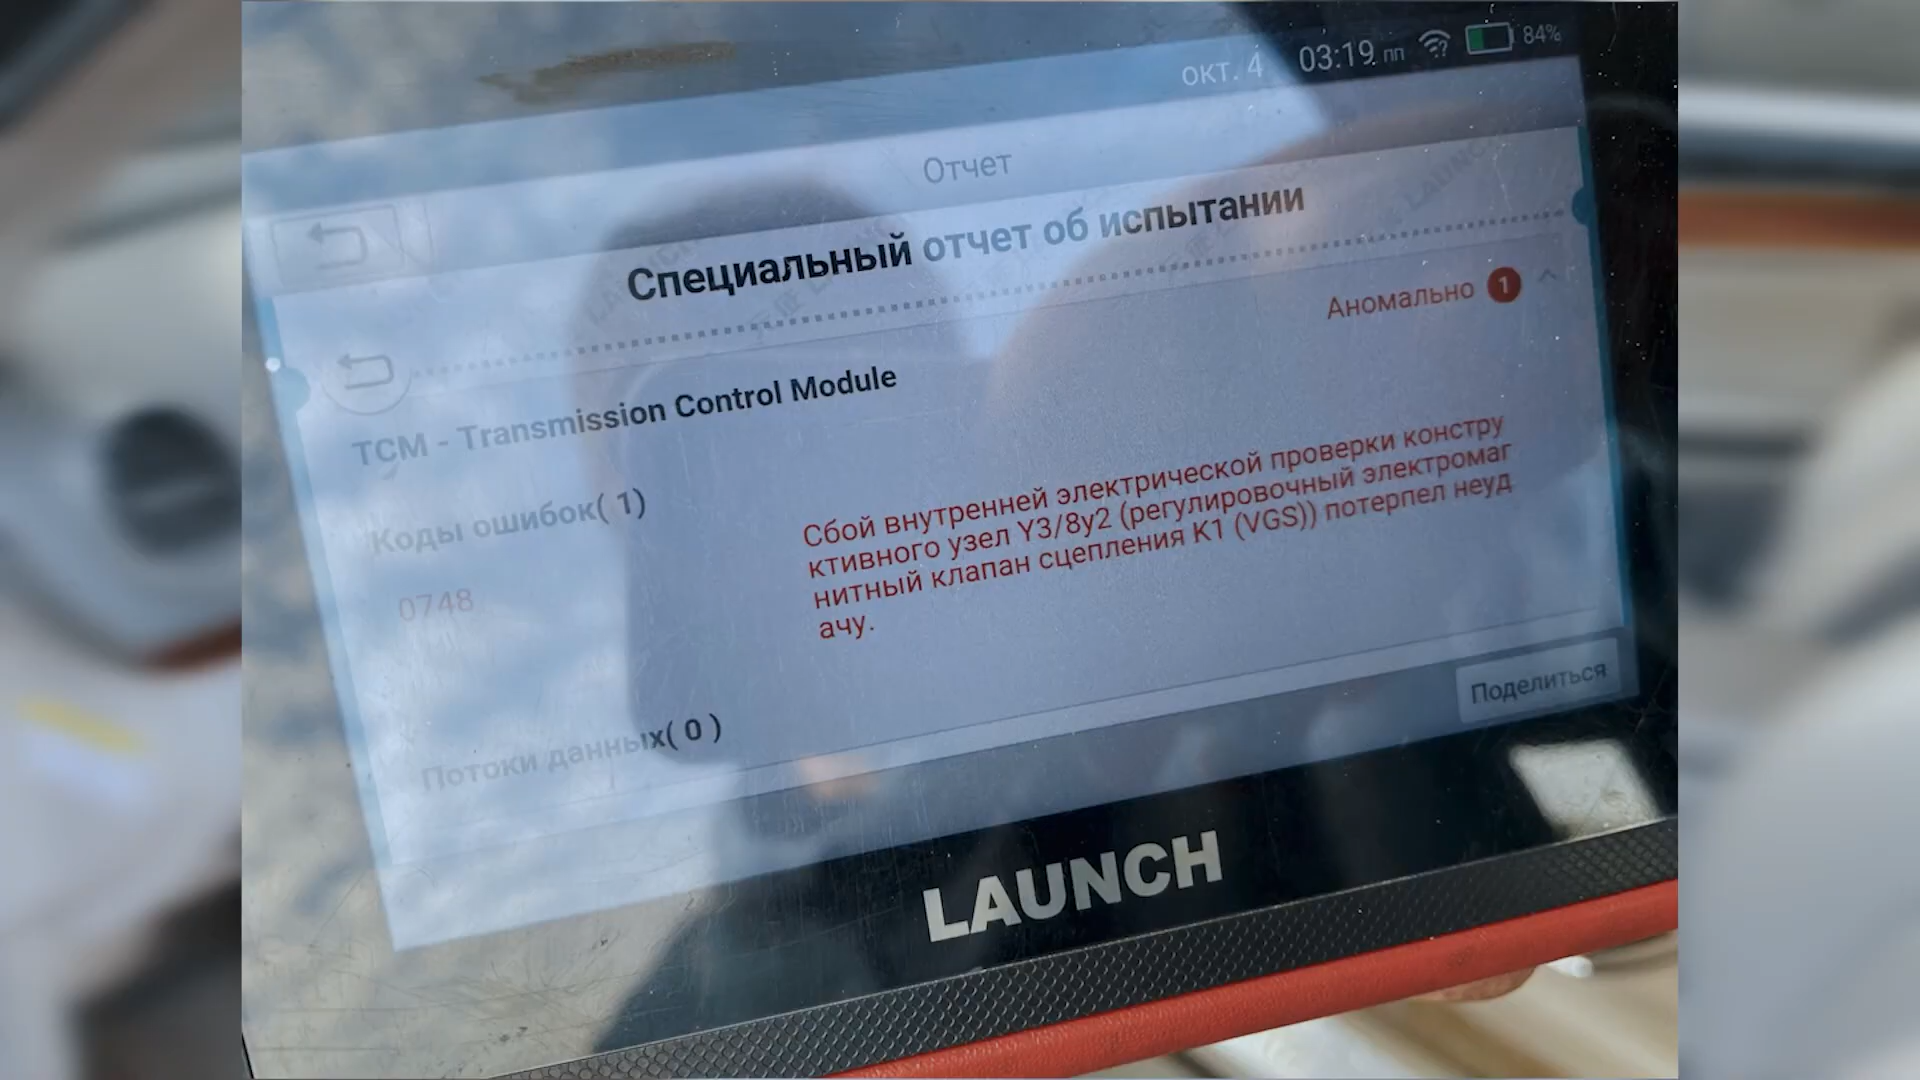 окт. 4 03:19 пп 84%
Отчет
Специальный отчет об испытании
Аномально 1
TCM - Transmission Control Module
Коды ошибок( 1)
0748
Сбой внутренней электрической проверки констру
ктивного узел Y3/8y2 (регулировочный электромаг
нитный клапан сцепления K1 (VGS)) потерпел неуд
ачу.
Потоки данных( 0 )
Поделиться
LAUNCH